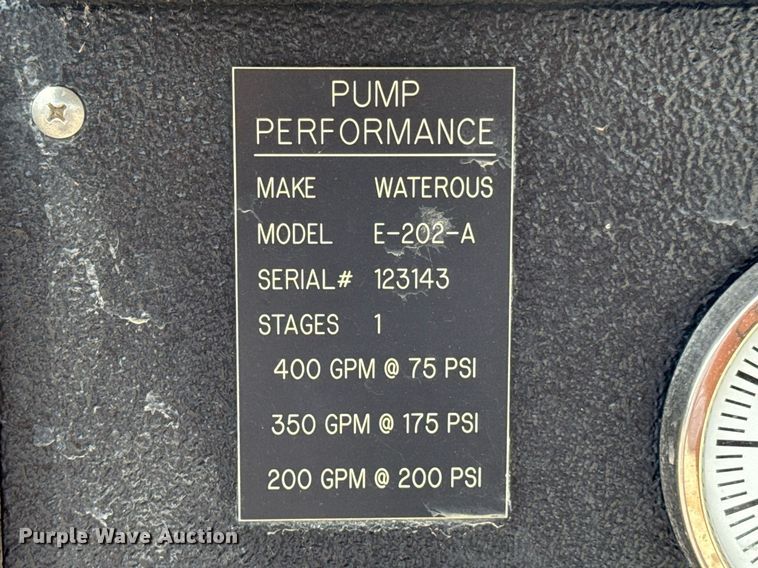 PUMP
PERFORMANCE
MAKE WATEROUS
MODEL E-202-A
SERIAL# 123143
STAGES 1
400 GPM @ 75 PSI
350 GPM @ 175 PSI
200 GPM @ 200 PSI
Purple Wave Auction